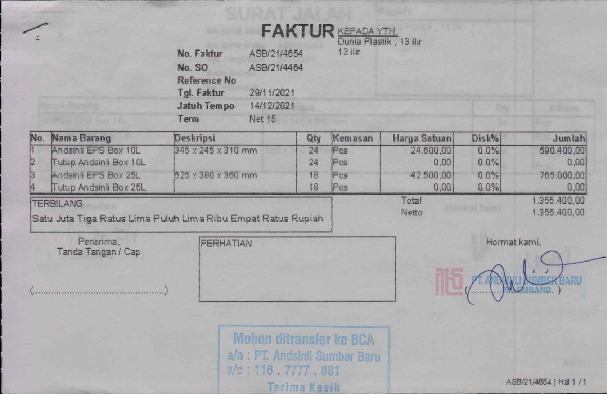 FAKTUR
KEPADA YTH.
Dunia Plastik , 13 ilir
13 ilir
No. Faktur ASB/21/4654
No. SO ASB/21/4464
Reference No
Tgl. Faktur 29/11/2021
Jatuh Tempo 14/12/2021
Term Net 15
No. Nama Barang Deskripsi Qty Kemasan Harga Satuan Disk% Jumlah
1 Andsinli EPS Box 10L 345 x 245 x 310 mm 24 Pcs 24.600,00 0.0% 590.400,00
2 Tutup Andsinli Box 10L 24 Pcs 0,00 0.0% 0,00
3 Andsinli EPS Box 25L 525 x 380 x 360 mm 18 Pcs 42.500,00 0.0% 765.000,00
4 Tutup Andsinli Box 25L 18 Pcs 0,00 0.0% 0,00
TERBILANG
Satu Juta Tiga Ratus Lima Puluh Lima Ribu Empat Ratus Rupiah
Total 1.355.400,00
Netto 1.355.400,00
Penerima,
Tanda Tangan / Cap
PERHATIAN
Hormat kami,
PT. ANDSINLI SUMBER BARU
PALEMBANG.
Mohon ditransfer ke BCA
a/n : PT. Andsinli Sumber Baru
a/c : 116 . 7777 . 881
Terima Kasih
ASB/21/4654 | Hal 1 / 1